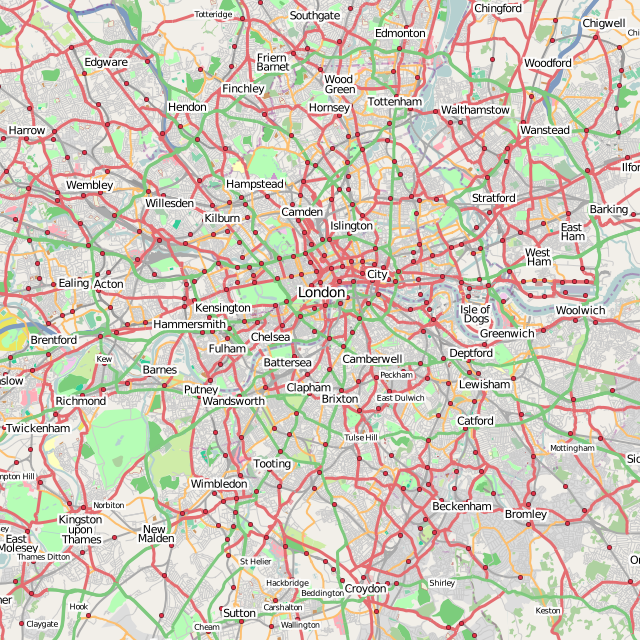 Southgate
Chingford
Totteridge
Chigwell
Edmonton
Edgware
Friern
Barnet
Woodford
Finchley
Wood
Green
Hendon
Hornsey
Tottenham
Walthamstow
Harrow
Wanstead
Wembley
Hampstead
Willesden
Stratford
Kilburn
Camden
Barking
Islington
East
Ham
West
Ham
City
Ealing
Acton
London
Kensington
Isle of
Dogs
Woolwich
Hammersmith
Brentford
Chelsea
Greenwich
Fulham
Deptford
Kew
Battersea
Camberwell
Barnes
Peckham
Putney
Clapham
Lewisham
Richmond
Wandsworth
Brixton
East Dulwich
Twickenham
Catford
Tulse Hill
Mottingham
Tooting
Wimbledon
Norbiton
Beckenham
Bromley
Kingston
upon
Thames
New
Malden
East
Molesey
Thames Ditton
St Helier
Croydon
Shirley
Hackbridge
Beddington
Hook
Carshalton
Keston
Sutton
Claygate
Cheam
Wallington